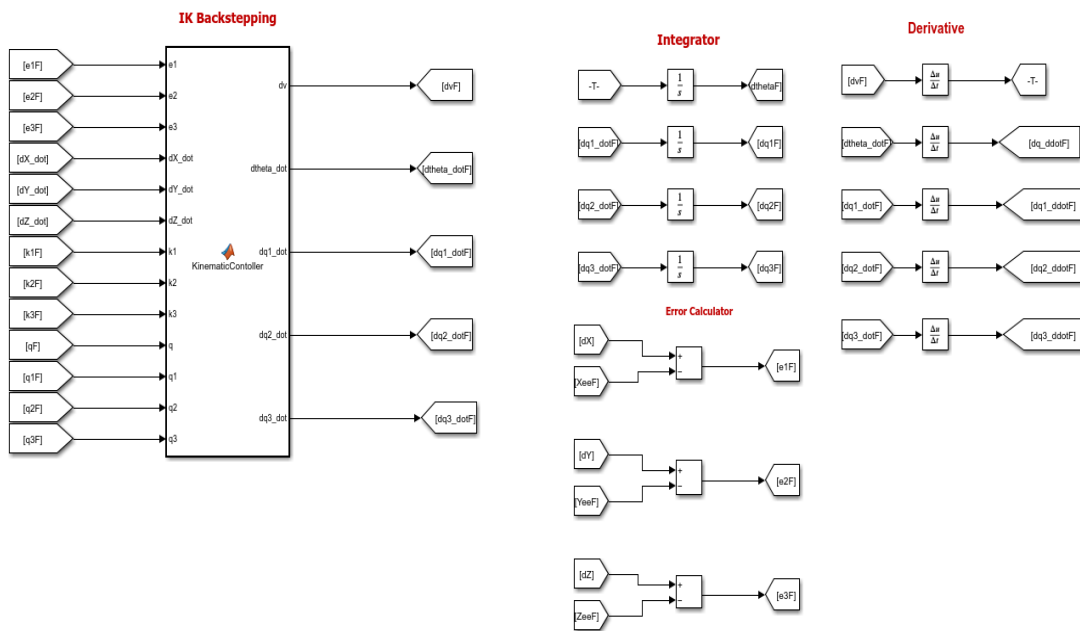 IK Backstepping
[e1F]
[e2F]
[e3F]
[dX_dot]
[dY_dot]
[dZ_dot]
[k1F]
[k2F]
[k3F]
[qF]
[q1F]
[q2F]
[q3F]
e1
e2
e3
dX_dot
dY_dot
dZ_dot
k1
k2
k3
q
q1
q2
q3
KinematicContoller
dv
dtheta_dot
dq1_dot
dq2_dot
dq3_dot
[dvF]
[dtheta_dotF]
[dq1_dotF]
[dq2_dotF]
[dq3_dotF]
Integrator
-T-
1
s
dthetaF]
[dq1_dotF]
1
s
[dq1F]
[dq2_dotF]
1
s
[dq2F]
[dq3_dotF]
1
s
[dq3F]
Error Calculator
[dX]
[XeeF]
+
−
[e1F]
[dY]
[YeeF]
+
−
[e2F]
[dZ]
[ZeeF]
+
−
[e3F]
Derivative
[dvF]
Δu
Δt
-T-
[dtheta_dotF]
Δu
Δt
[dq_ddotF]
[dq1_dotF]
Δu
Δt
[dq1_ddotF]
[dq2_dotF]
Δu
Δt
[dq2_ddotF]
[dq3_dotF]
Δu
Δt
[dq3_ddotF]